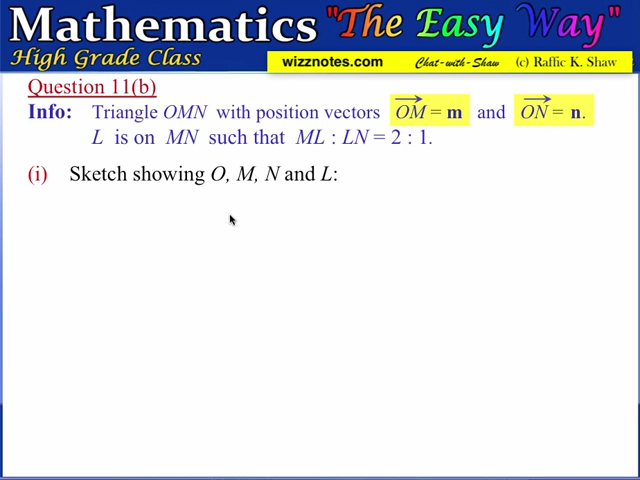 Mathematics "The Easy Way"
High Grade Class
wizznotes.com Chat-with-Shaw (c) Raffic K. Shaw
Question 11(b)
Info: Triangle OMN with position vectors OM = m and ON = n.
L is on MN such that ML : LN = 2 : 1.
(i) Sketch showing O, M, N and L: